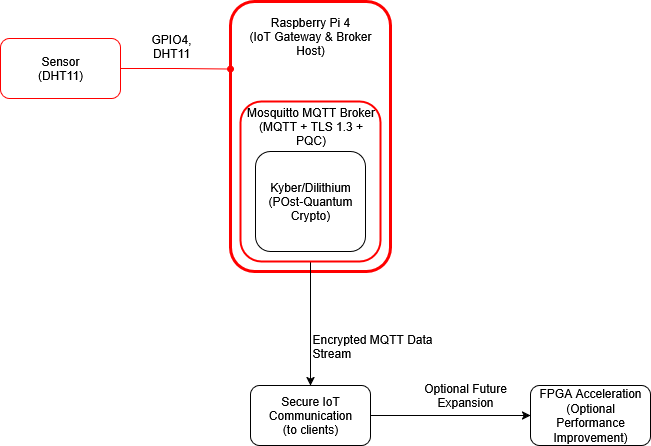 Raspberry Pi 4
(IoT Gateway & Broker
Host)
GPIO4,
DHT11
Sensor
(DHT11)
Mosquitto MQTT Broker
(MQTT + TLS 1.3 +
PQC)
Kyber/Dilithium
(POst-Quantum
Crypto)
Encrypted MQTT Data
Stream
Secure IoT
Communication
(to clients)
Optional Future
Expansion
FPGA Acceleration
(Optional
Performance
Improvement)